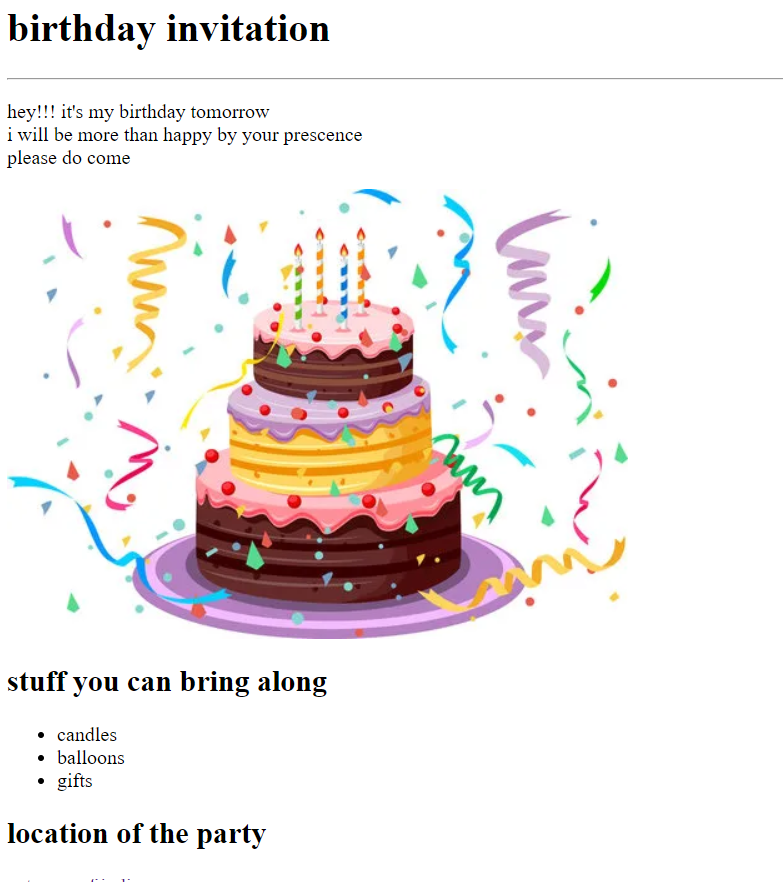 birthday invitation
hey!!! it's my birthday tomorrow
i will be more than happy by your prescence
please do come
stuff you can bring along
candles
balloons
gifts
location of the party